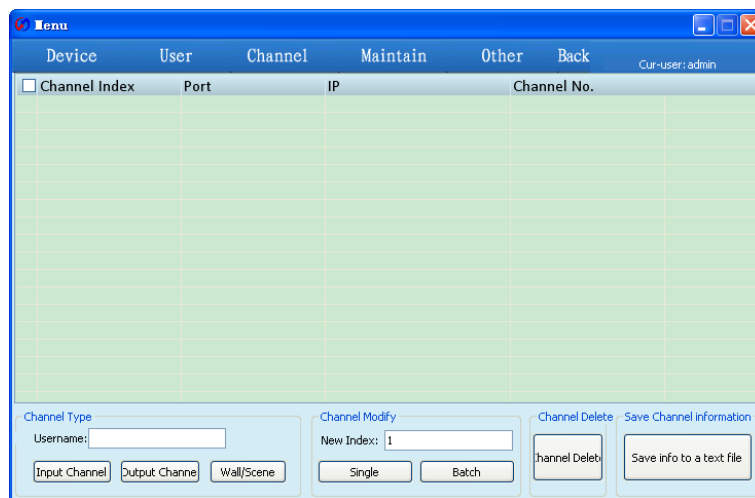 Menu
Device User Channel Maintain Other Back Cur-user: admin
Channel Index Port IP Channel No.
Channel Type Channel Modify Channel Delete Save Channel information
Username: New Index: 1
Input Channel Output Channel Wall/Scene Single Batch hannel Delet Save info to a text file